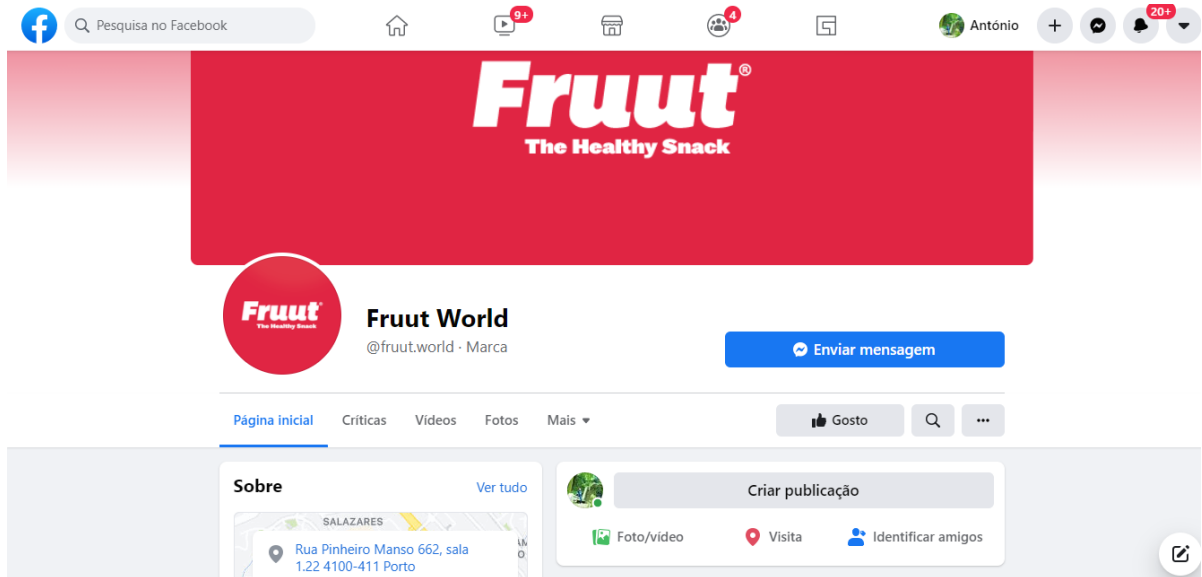 Pesquisa no Facebook
9+
4
António
20+
Fruut®
The Healthy Snack
Fruut®
The Healthy Snack
Fruut World
@fruut.world · Marca
Enviar mensagem
Página inicial Críticas Vídeos Fotos Mais
Gosto
Sobre
Ver tudo
Criar publicação
Foto/vídeo Visita Identificar amigos
SALAZARES
Rua Pinheiro Manso 662, sala
1.22 4100-411 Porto